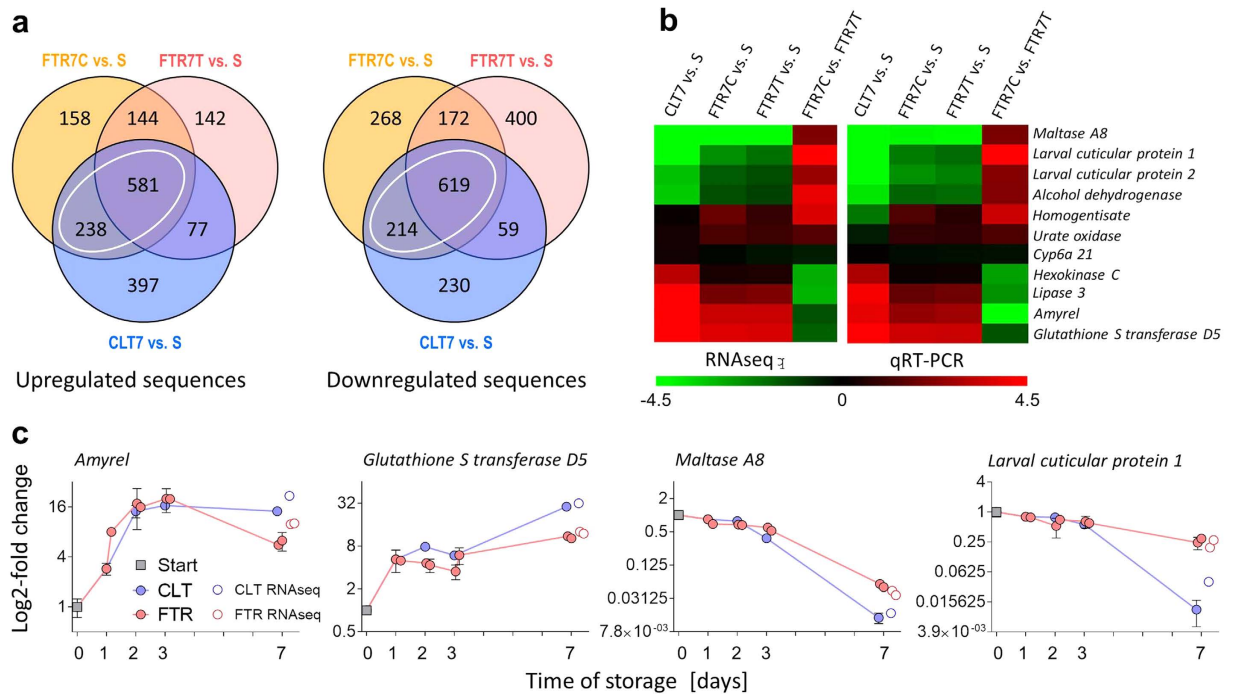 a
FTR7C vs. S FTR7T vs. S
158 144 142
581
238 77
397
CLT7 vs. S
Upregulated sequences
FTR7C vs. S FTR7T vs. S
268 172 400
619
214 59
230
CLT7 vs. S
Downregulated sequences
b
CLT7 vs. S
FTR7C vs. S
FTR7T vs. S
FTR7C vs. FTR7T
CLT7 vs. S
FTR7C vs. S
FTR7T vs. S
FTR7C vs. FTR7T
Maltase A8
Larval cuticular protein 1
Larval cuticular protein 2
Alcohol dehydrogenase
Homogentisate
Urate oxidase
Cyp6a 21
Hexokinase C
Lipase 3
Amyrel
Glutathione S transferase D5
RNAseq qRT-PCR
-4.5 0 4.5
c
Log2-fold change
Amyrel
16
4
1
Start
CLT CLT RNAseq
FTR FTR RNAseq
0 1 2 3 7
Glutathione S transferase D5
32
8
2
0.5
0 1 2 3 7
Maltase A8
2
0.5
0.125
0.03125
7.8×10⁻⁰³
0 1 2 3 7
Larval cuticular protein 1
4
1
0.25
0.0625
0.015625
3.9×10⁻⁰³
0 1 2 3 7
Time of storage [days]